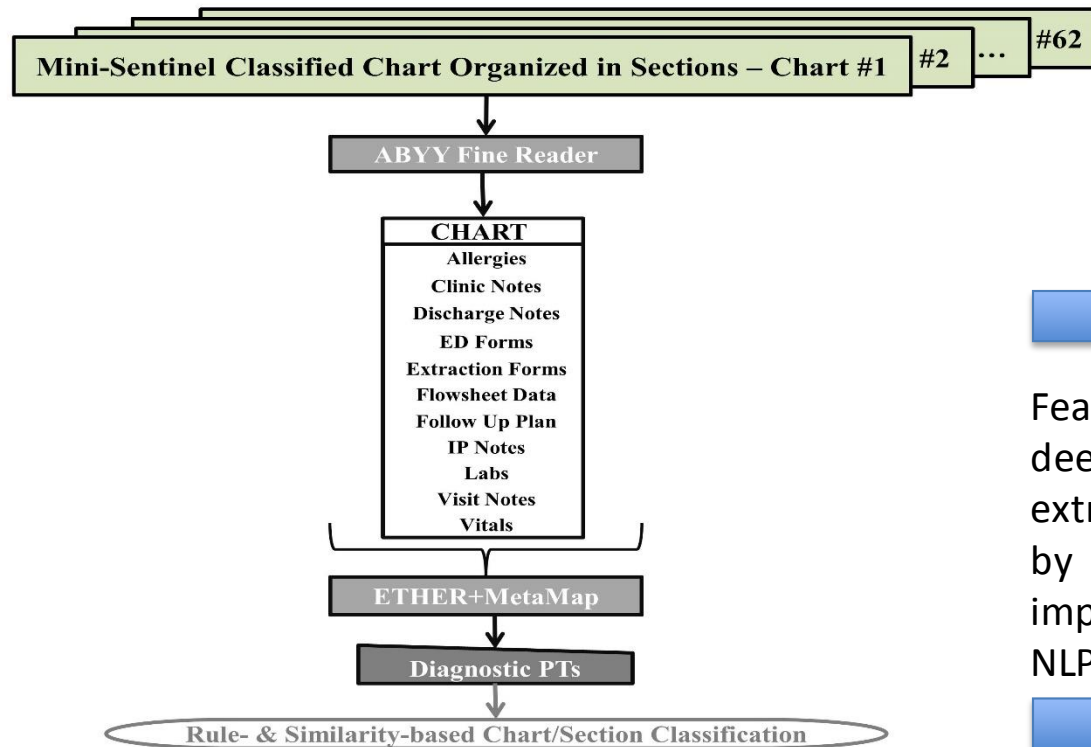 Mini-Sentinel Classified Chart Organized in Sections – Chart #1
#2
...
#62
ABYY Fine Reader
CHART
Allergies
Clinic Notes
Discharge Notes
ED Forms
Extraction Forms
Flowsheet Data
Follow Up Plan
IP Notes
Labs
Visit Notes
Vitals
ETHER+MetaMap
Diagnostic PTs
Rule- & Similarity-based Chart/Section Classification
Fea
dee
extr
by
imp
NLP